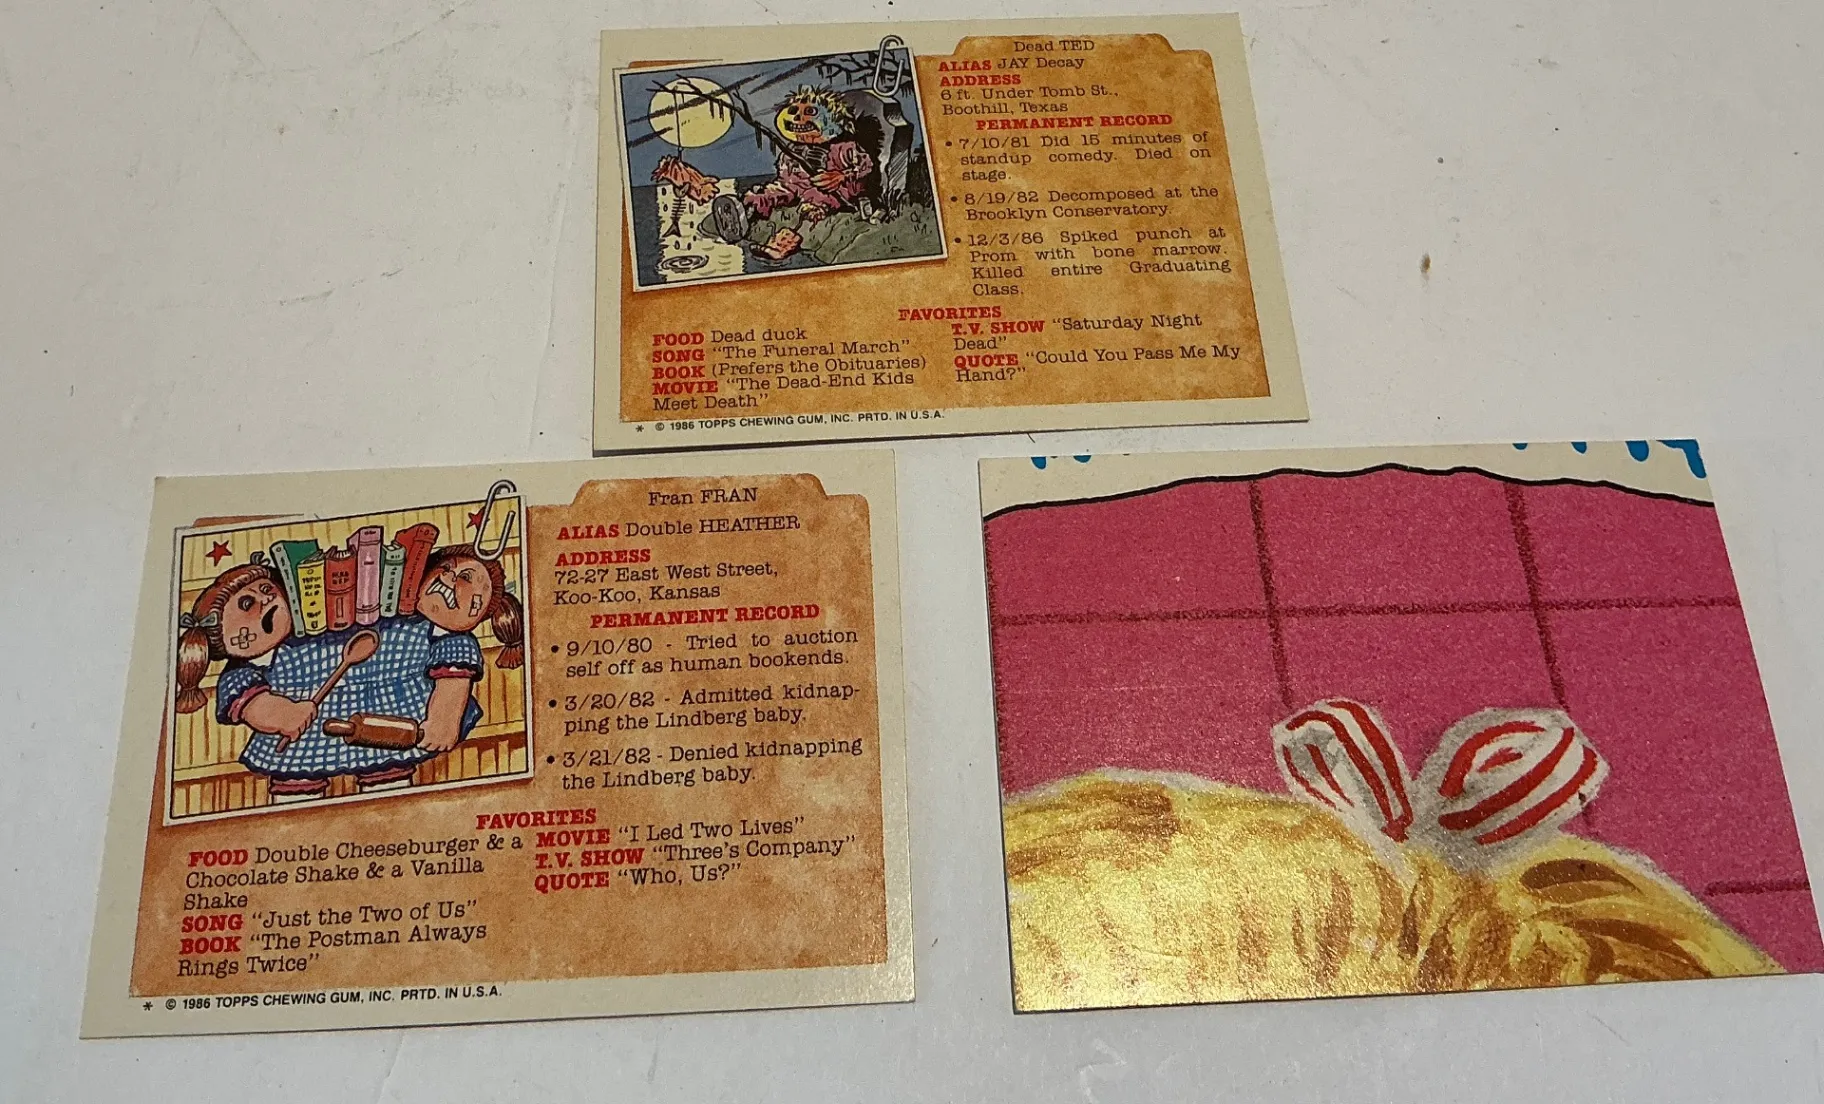 Dead TED
ALIAS JAY Decay
ADDRESS
6 ft. Under Tomb St.,
Boothill, Texas
PERMANENT RECORD
• 7/10/81 Did 15 minutes of
standup comedy. Died on
stage.
• 8/19/82 Decomposed at the
Brooklyn Conservatory.
• 12/3/86 Spiked punch at
Prom with bone marrow.
Killed entire Graduating
Class.
FAVORITES
FOOD Dead duck
SONG "The Funeral March"
BOOK (Prefers the Obituaries)
MOVIE "The Dead-End Kids
Meet Death"
T.V. SHOW "Saturday Night
Dead"
QUOTE "Could You Pass Me My
Hand?"
* © 1986 TOPPS CHEWING GUM, INC. PRTD. IN U.S.A.
Fran FRAN
ALIAS Double HEATHER
ADDRESS
72-27 East West Street,
Koo-Koo, Kansas
PERMANENT RECORD
• 9/10/80 - Tried to auction
self off as human bookends.
• 3/20/82 - Admitted kidnap-
ping the Lindberg baby.
• 3/21/82 - Denied kidnapping
the Lindberg baby.
FAVORITES
FOOD Double Cheeseburger & a
Chocolate Shake & a Vanilla
Shake
SONG "Just the Two of Us"
BOOK "The Postman Always
Rings Twice"
MOVIE "I Led Two Lives"
T.V. SHOW "Three's Company"
QUOTE "Who, Us?"
* © 1986 TOPPS CHEWING GUM, INC. PRTD. IN U.S.A.